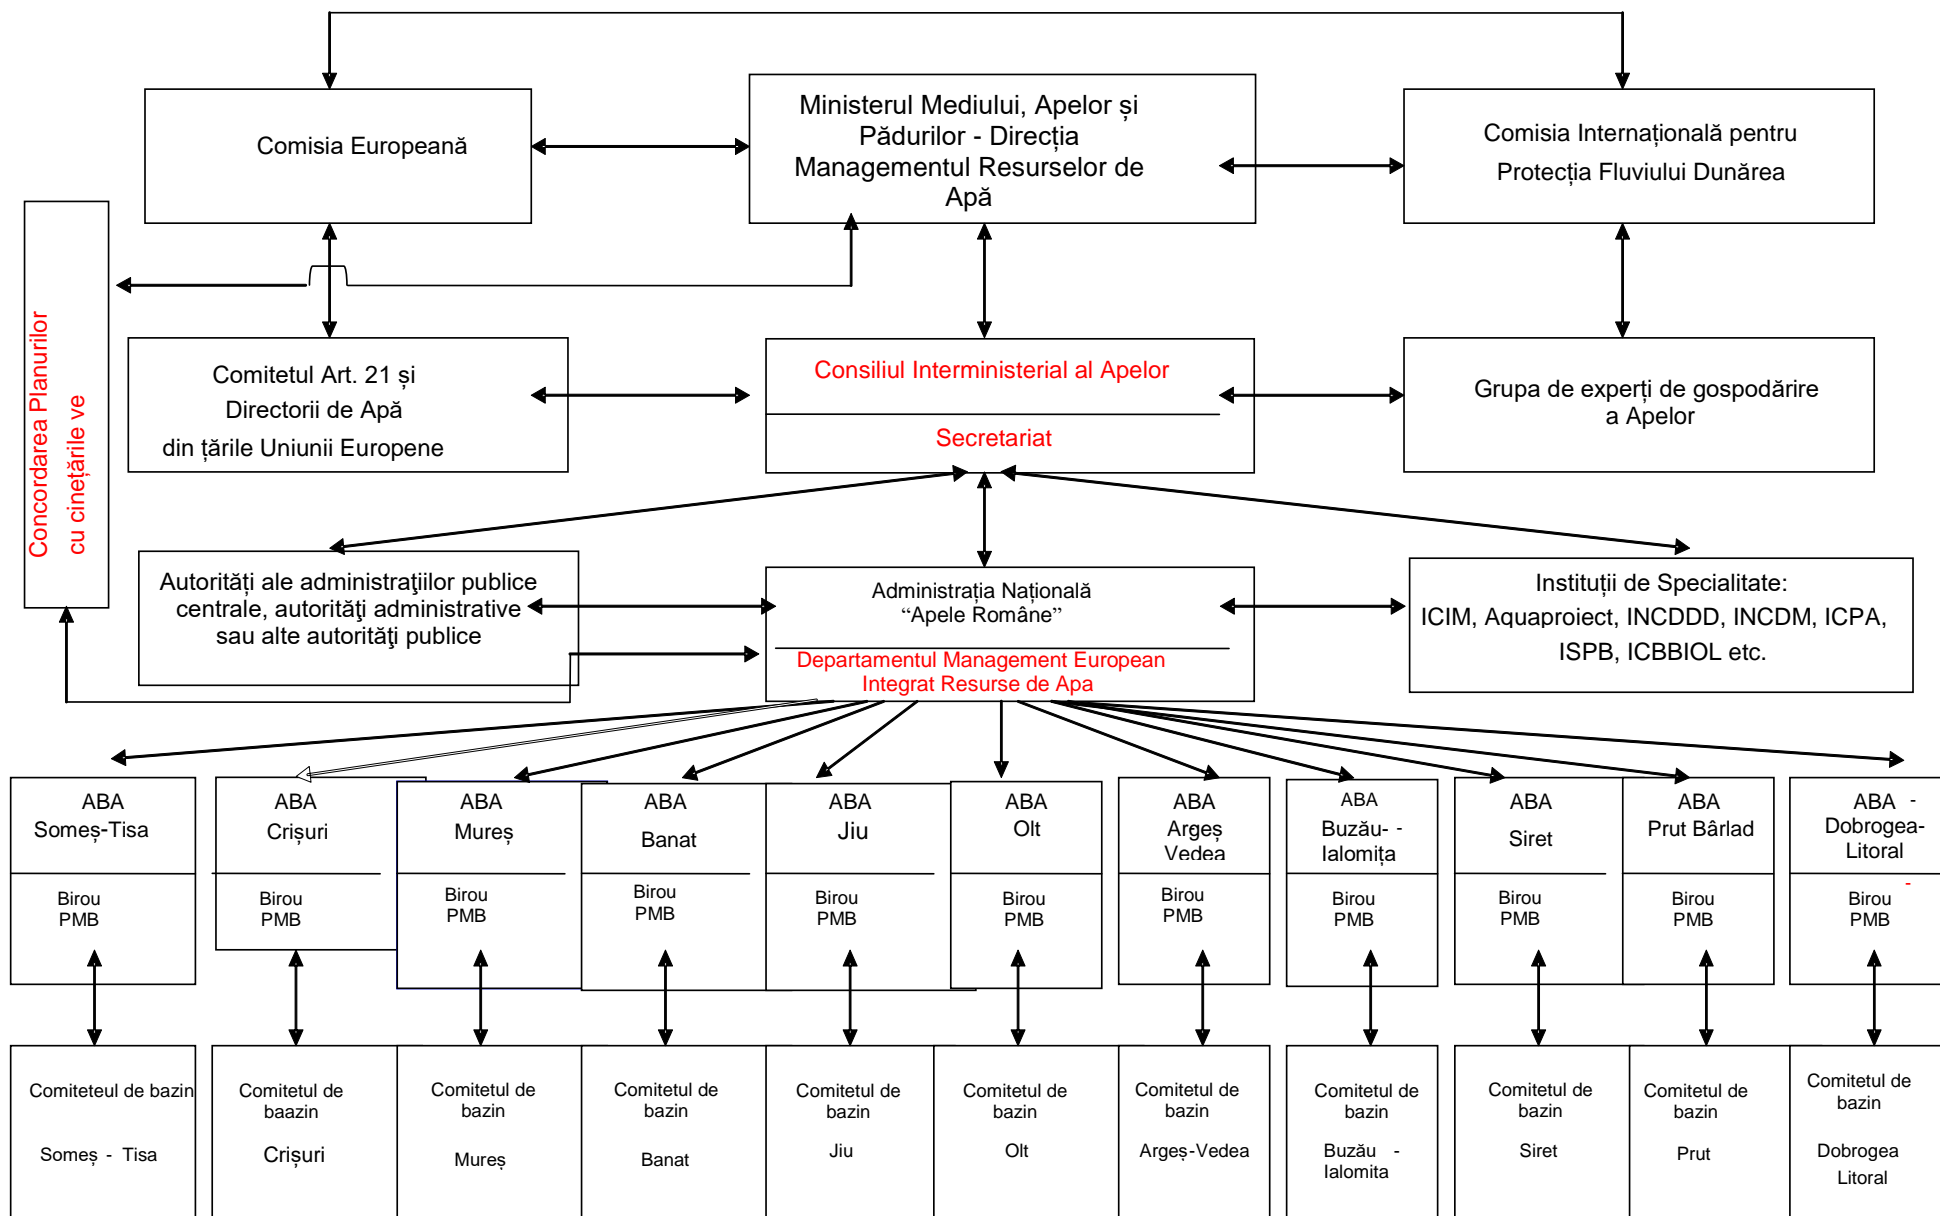 Comisia Europeană
Ministerul Mediului, Apelor și
Pădurilor - Direcția
Managementul Resurselor de
Apă
Comisia Internațională pentru
Protecția Fluviului Dunărea
Concordarea Planurilor
cu cinețările ve
Comitetul Art. 21 și
Directorii de Apă
din țările Uniunii Europene
Consiliul Interministerial al Apelor
Secretariat
Grupa de experți de gospodărire
a Apelor
Autorități ale administraţiilor publice
centrale, autorităţi administrative
sau alte autorităţi publice
Administrația Națională
“Apele Române”
Departamentul Management European
Integrat Resurse de Apa
Instituții de Specialitate:
ICIM, Aquaproiect, INCDDD, INCDM, ICPA,
ISPB, ICBBIOL etc.
ABA
Someș-Tisa
Birou
PMB
ABA
Crișuri
Birou
PMB
ABA
Mureș
Birou
PMB
ABA
Banat
Birou
PMB
ABA
Jiu
Birou
PMB
ABA
Olt
Birou
PMB
ABA
Argeș
Vedea
Birou
PMB
ABA
Buzău- -
Ialomița
Birou
PMB
ABA
Siret
Birou
PMB
ABA
Prut Bârlad
Birou
PMB
ABA -
Dobrogea-
Litoral
-
Birou
PMB
Comiteteul de bazin
Someș - Tisa
Comitetul de
baazin
Crișuri
Comitetul de
bazin
Mureș
Comitetul de
bazin
Banat
Comitetul de
bazin
Jiu
Comitetul de
bazin
Olt
Comitetul de
bazin
Argeș-Vedea
Comitetul de
bazin
Buzău -
Ialomita
Comitetul de
bazin
Siret
Comitetul de
bazin
Prut
Comitetul de
bazin
Dobrogea
Litoral